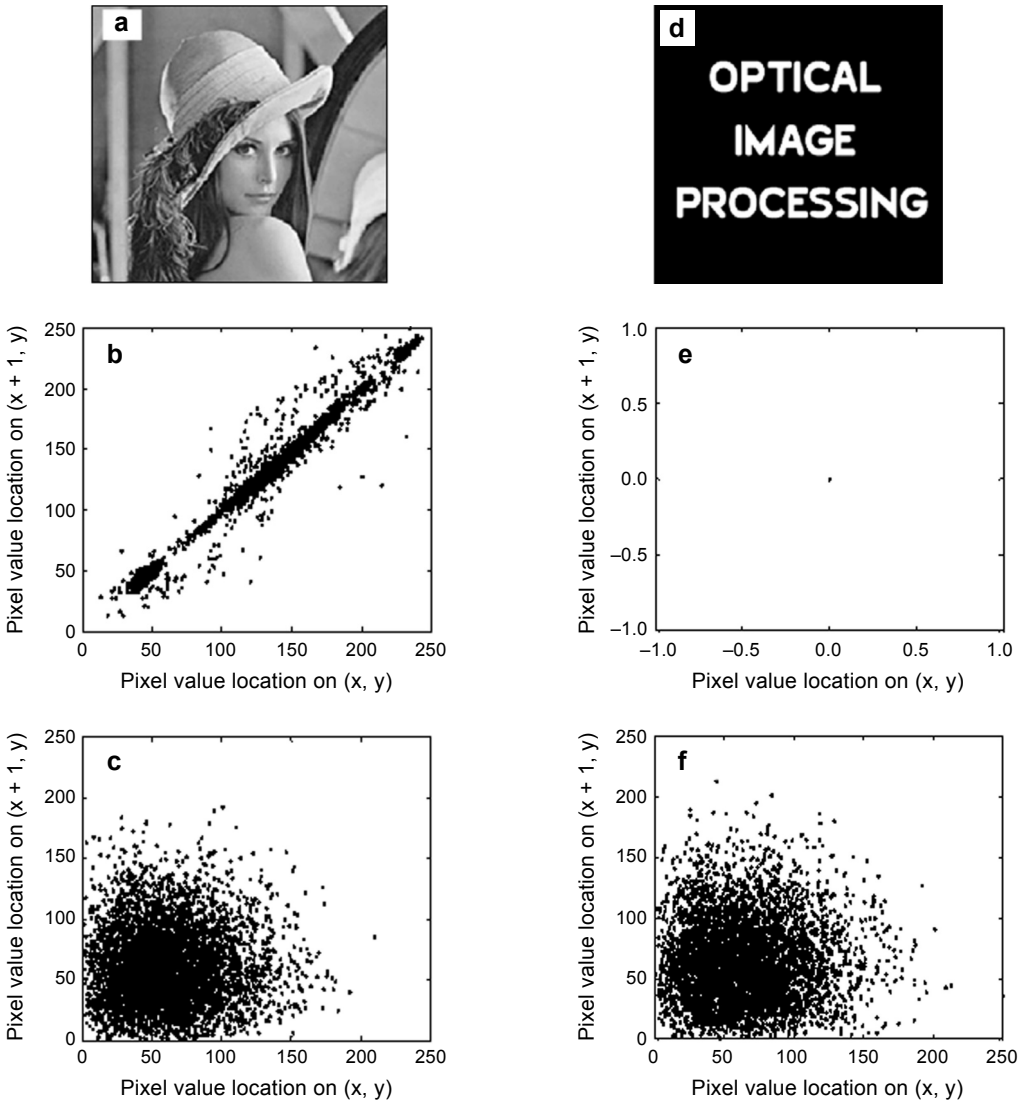 a
d
OPTICAL
IMAGE
PROCESSING
b
Pixel value location on (x + 1, y)
250
200
150
100
50
0
0 50 100 150 200 250
Pixel value location on (x, y)
e
Pixel value location on (x + 1, y)
1.0
0.5
0.0
–0.5
–1.0
–1.0 –0.5 0.0 0.5 1.0
Pixel value location on (x, y)
c
Pixel value location on (x + 1, y)
250
200
150
100
50
0
0 50 100 150 200 250
Pixel value location on (x, y)
f
Pixel value location on (x + 1, y)
250
200
150
100
50
0
0 50 100 150 200 250
Pixel value location on (x, y)